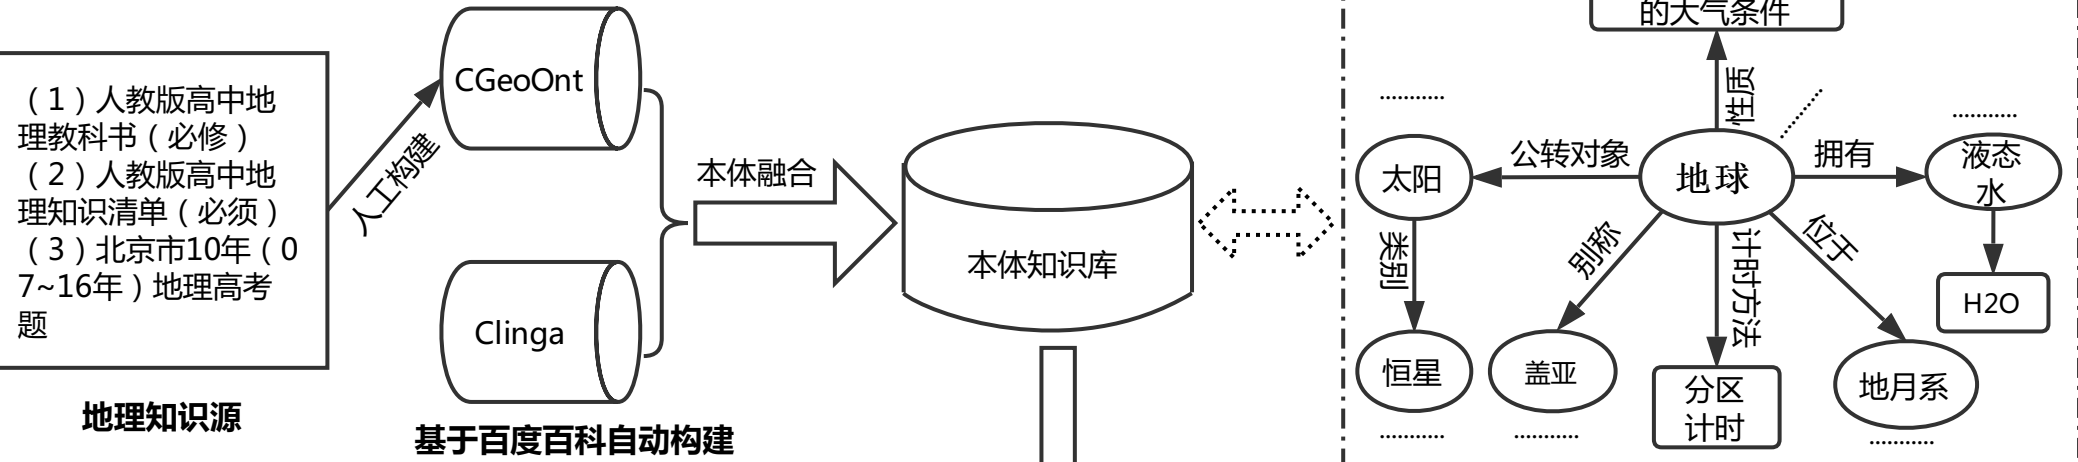 （1）人教版高中地
理教科书（必修）
（2）人教版高中地
理知识清单（必须）
（3）北京市10年（0
7~16年）地理高考
题
地理知识源
人工构建
CGeoOnt
Clinga
基于百度百科自动构建
本体融合
本体知识库
的大气条件
性质
公转对象
地球
拥有
太阳
液态
水
类别
别称
计时方法
位于
H2O
恒星
盖亚
分区
计时
地月系